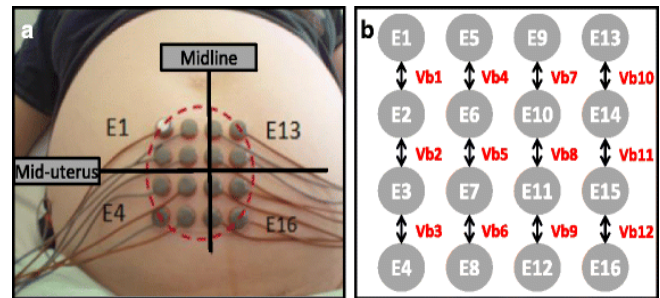 a
Midline
E1
E13
Mid-uterus
E4
E16
b
E1 E5 E9 E13
Vb1 Vb4 Vb7 Vb10
E2 E6 E10 E14
Vb2 Vb5 Vb8 Vb11
E3 E7 E11 E15
Vb3 Vb6 Vb9 Vb12
E4 E8 E12 E16